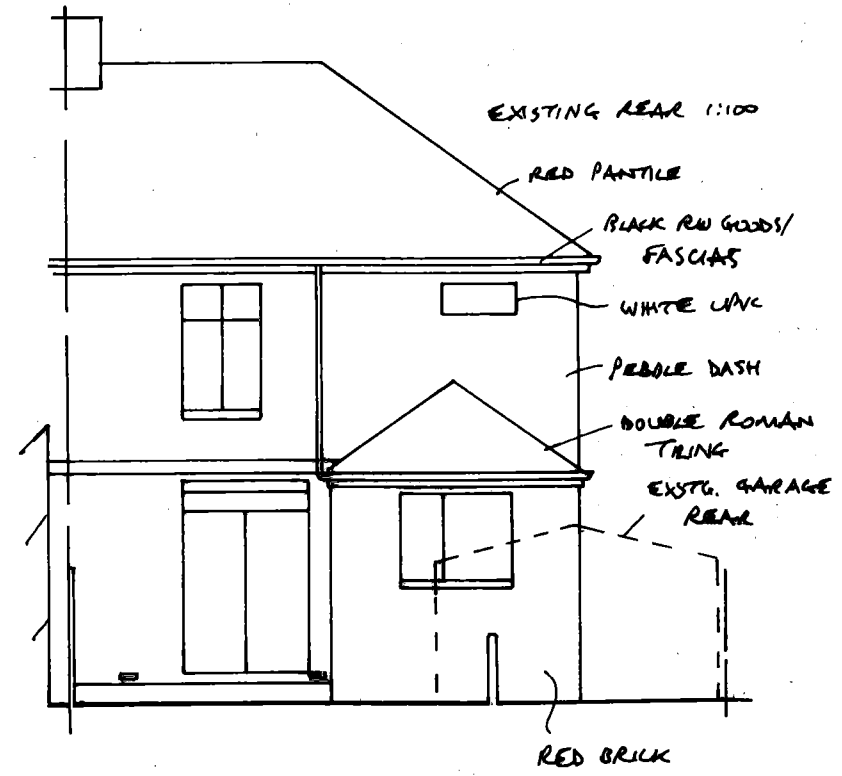 EXISTING REAR 1:100
RED PANTILE
BLACK RW GOODS/
FASCIAS
WHITE UPVC
PEBBLE DASH
DOUBLE ROMAN
TILING
EXSTG. GARAGE
REAR
RED BRICK